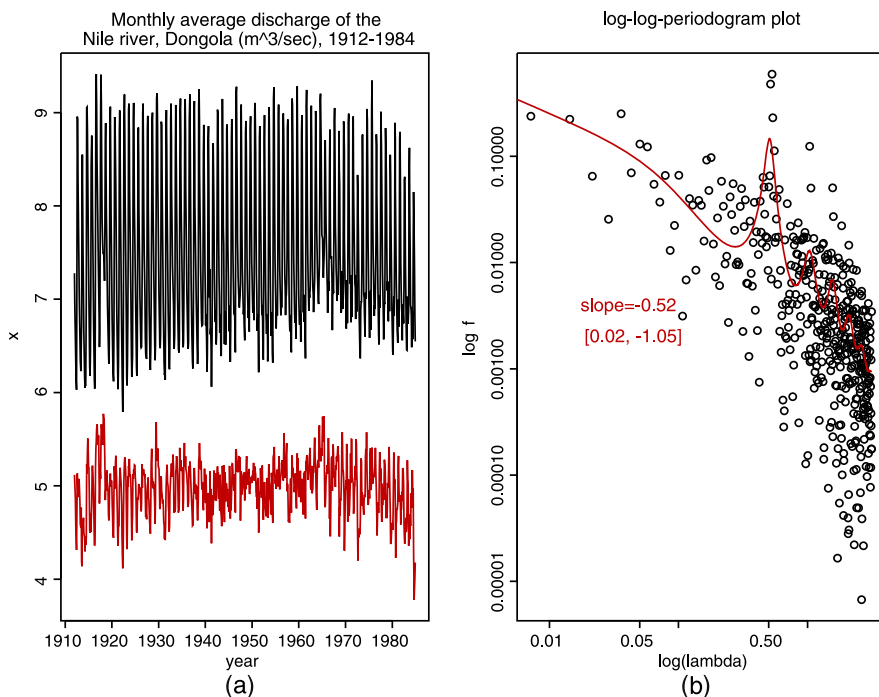 Monthly average discharge of the
Nile river, Dongola (m^3/sec), 1912-1984
x
9
8
7
6
5
4
1910 1920 1930 1940 1950 1960 1970 1980
year
(a)
log-log-periodogram plot
log f
0.10000
0.01000
0.00100
0.00010
0.00001
slope=-0.52
[0.02, -1.05]
0.01 0.05 0.50
log(lambda)
(b)